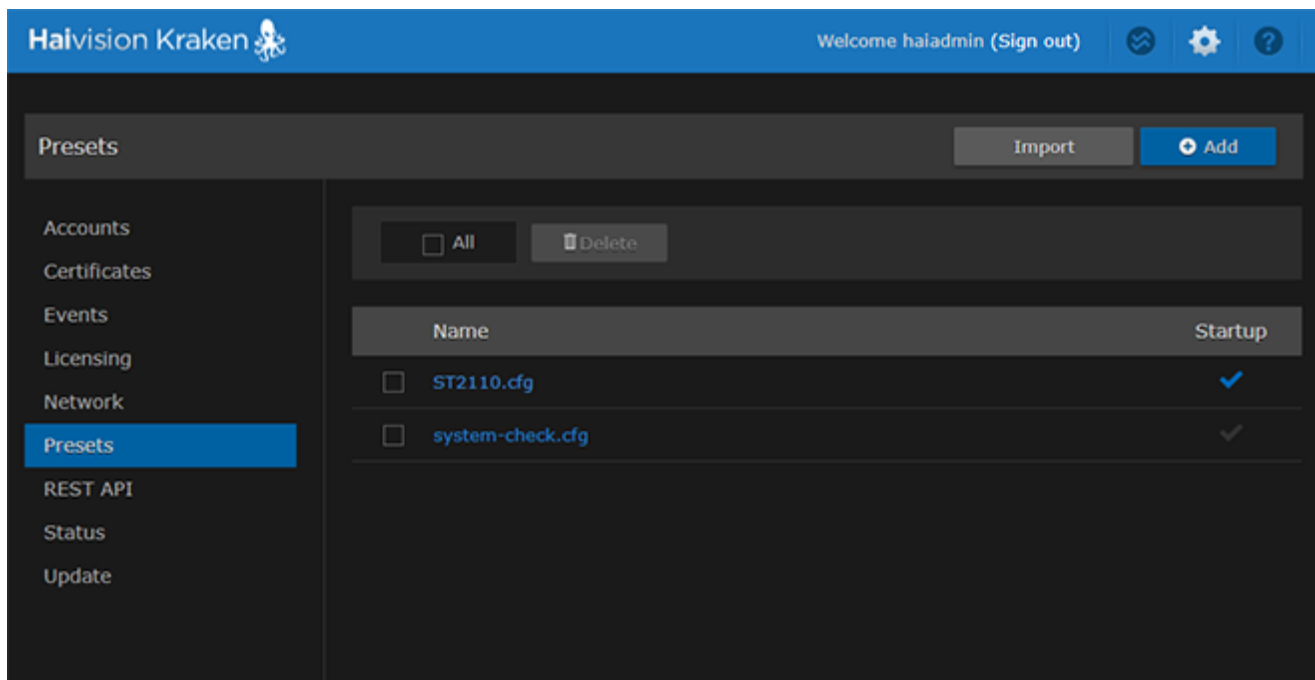 Haivision Kraken
Welcome haiadmin (Sign out)
?
Presets
Import
Add
Accounts
Certificates
Events
Licensing
Network
Presets
REST API
Status
Update
All
Delete
Name Startup
ST2110.cfg
system-check.cfg